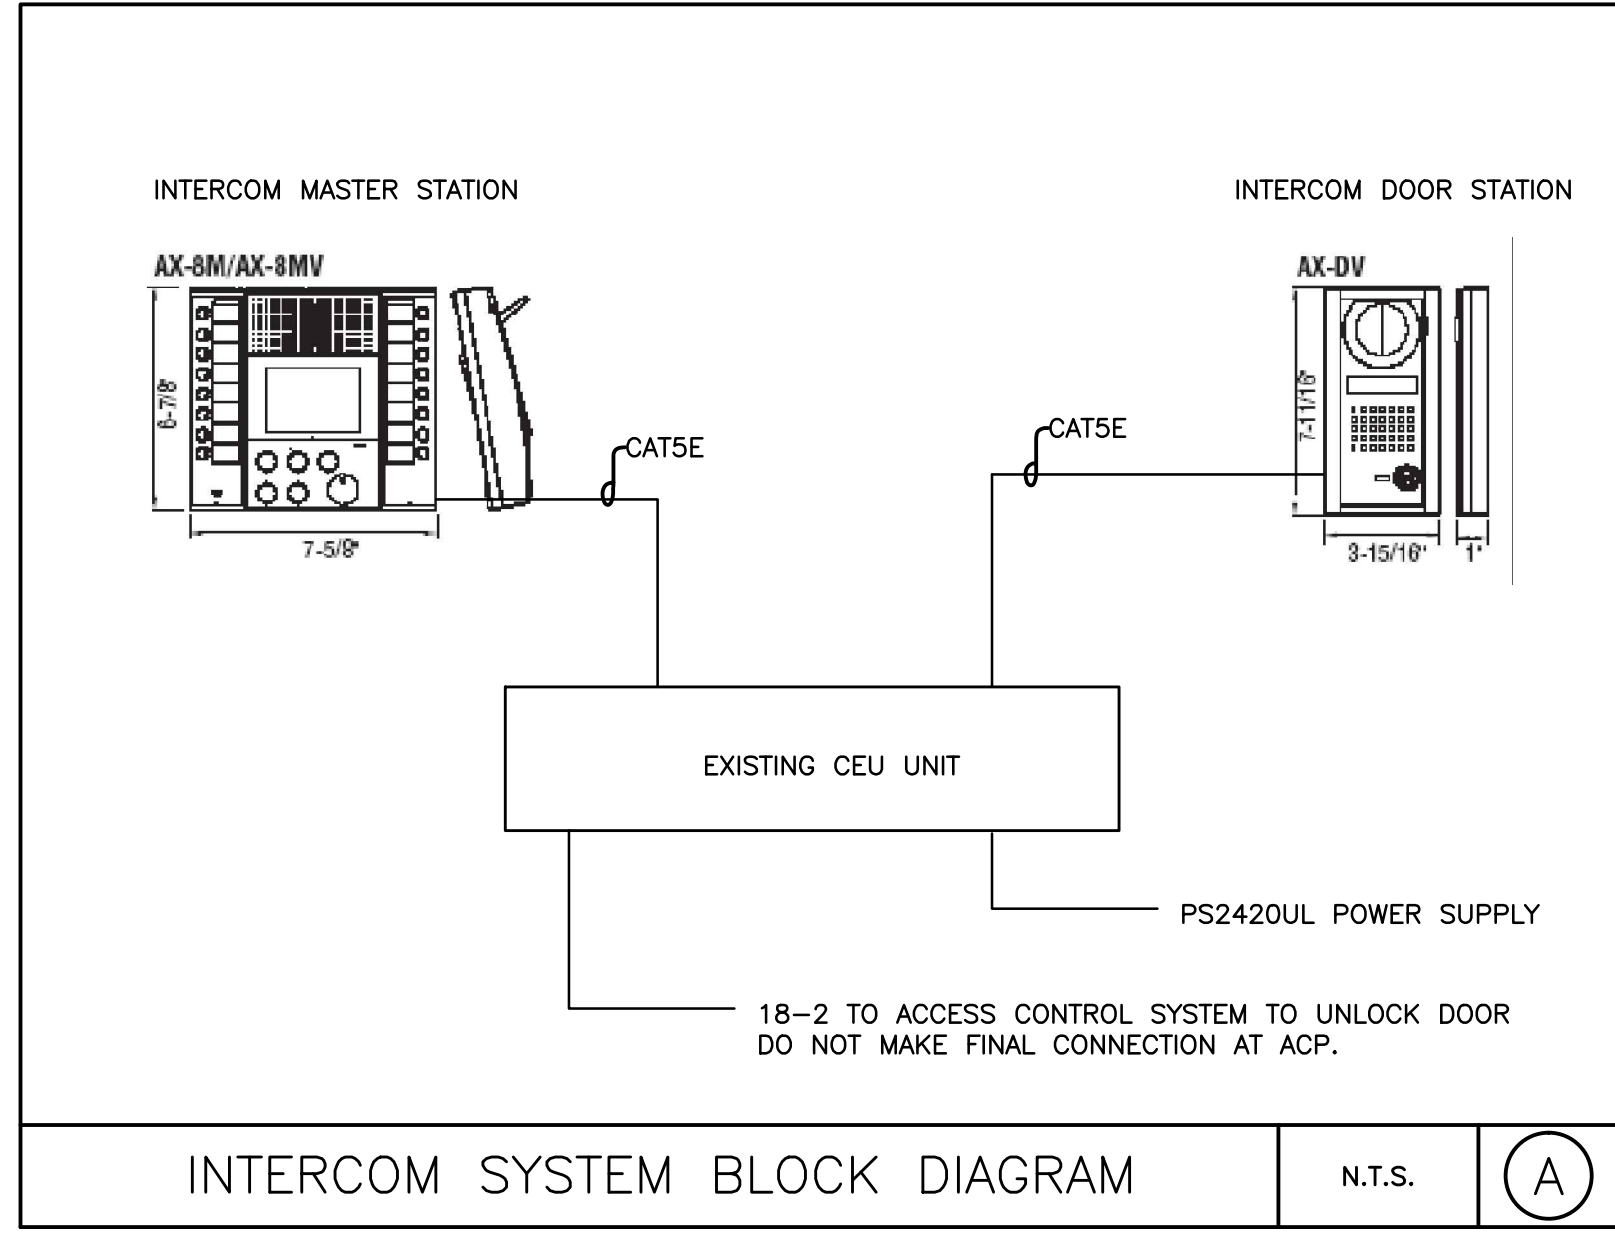 INTERCOM MASTER STATION
INTERCOM DOOR STATION
AX-8M/AX-8MV
AX-DV
6-7/8"
7-5/8"
7-11/16"
3-15/16"
1"
CAT5E
CAT5E
EXISTING CEU UNIT
PS2420UL POWER SUPPLY
18-2 TO ACCESS CONTROL SYSTEM TO UNLOCK DOOR
DO NOT MAKE FINAL CONNECTION AT ACP.
INTERCOM SYSTEM BLOCK DIAGRAM
N.T.S.
A